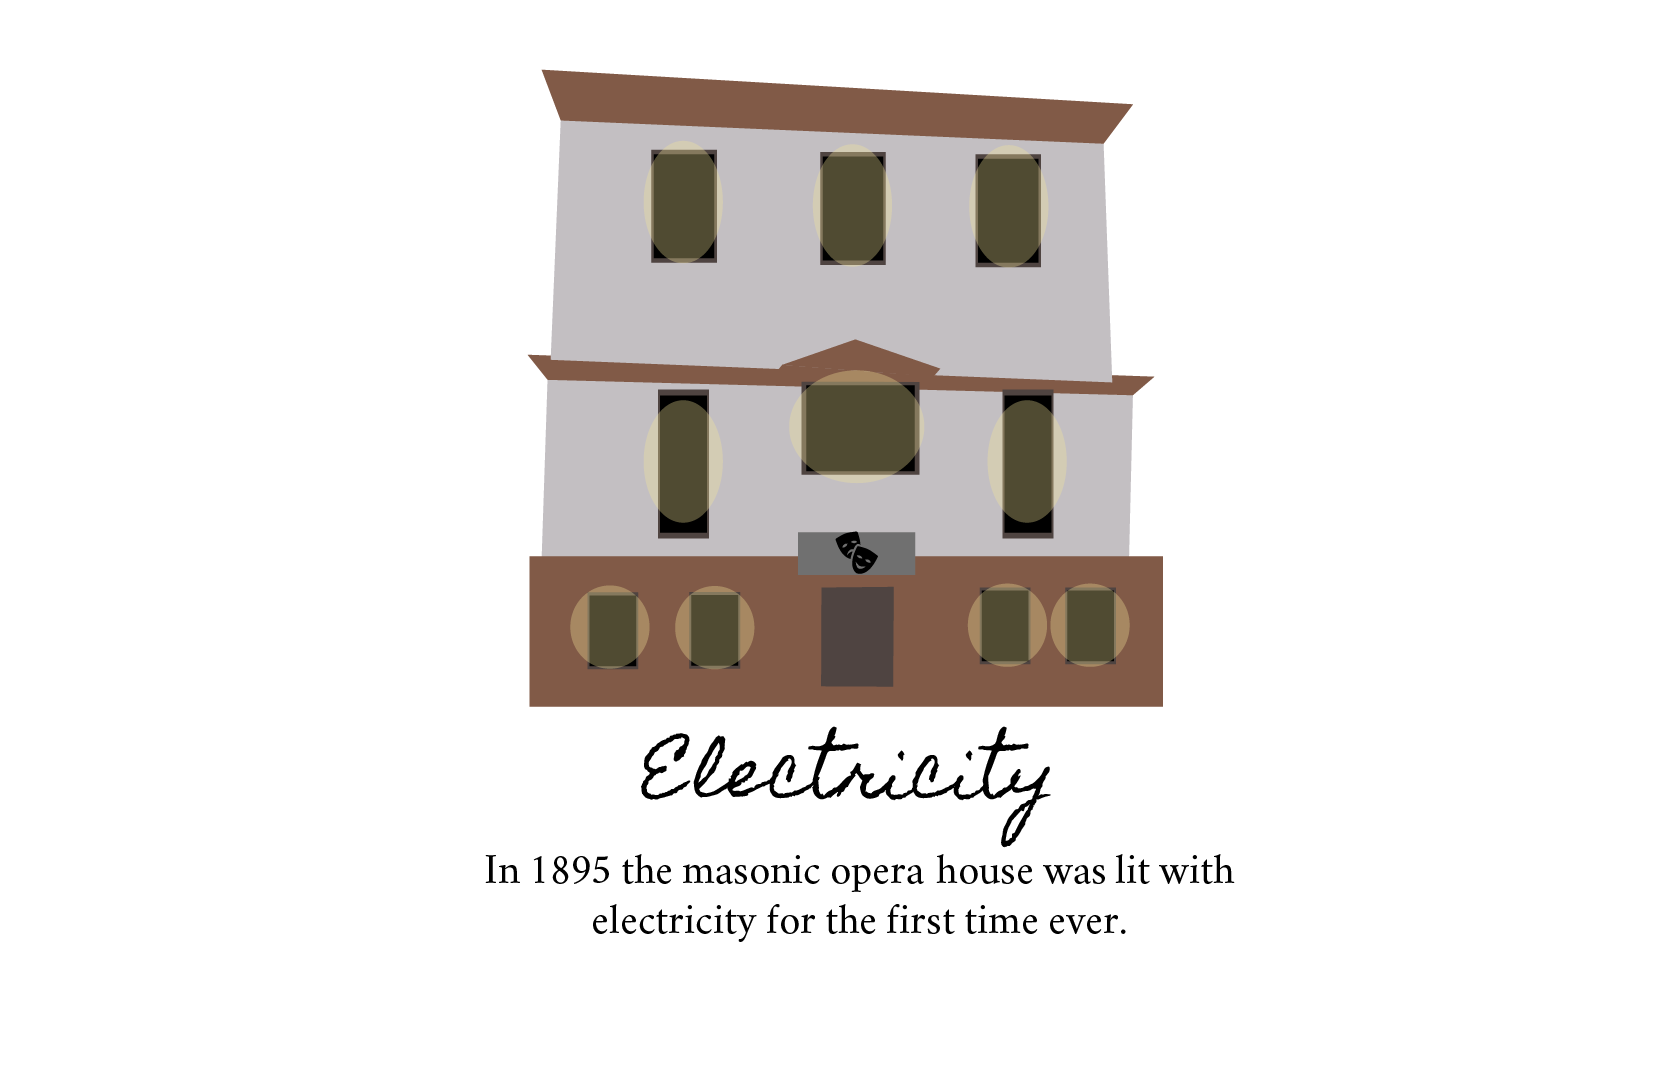 Electricity
In 1895 the masonic opera house was lit with
electricity for the first time ever.